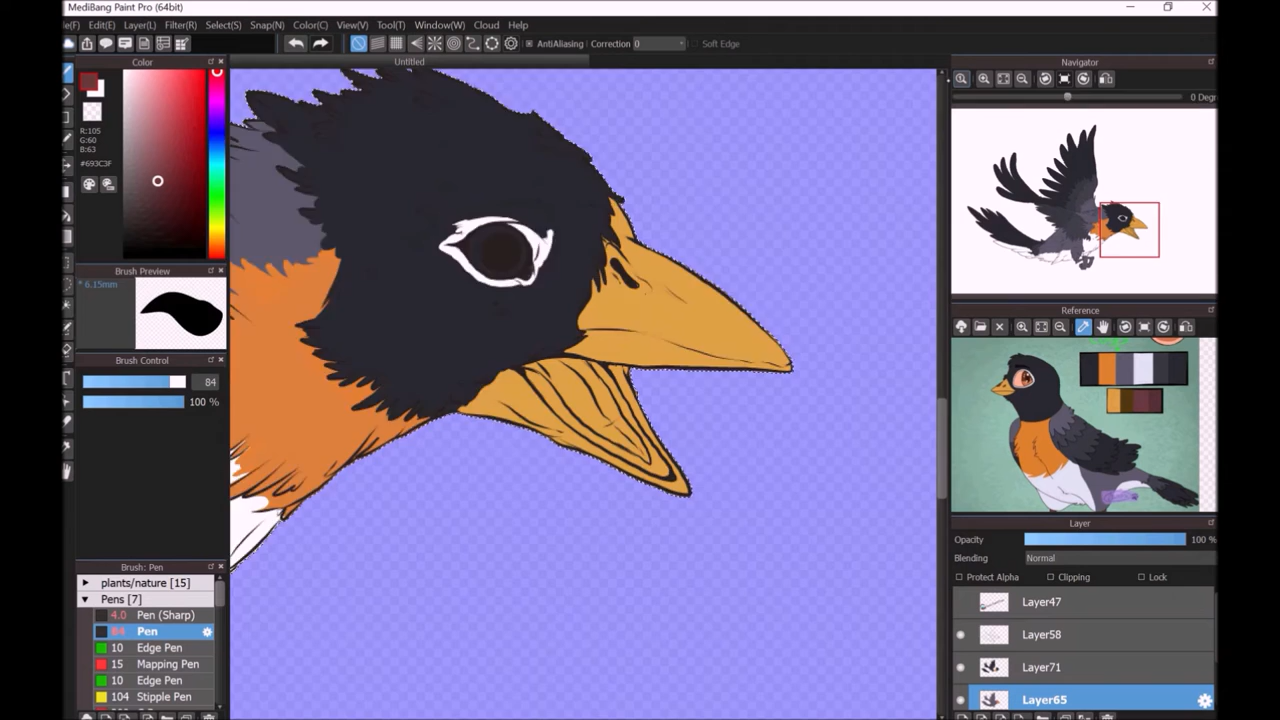 MediBang Paint Pro (64bit)
(F) Edit(E) Layer(L) Filter(R) Select(S) Snap(N) Color(C) View(V) Tool(T) Window(W) Cloud Help
AntiAliasing Correction 0 Soft Edge
Color
Untitled
Navigator
R:105
G:60
B:63
#693C3F
0 Degr
Brush Preview
* 6.15mm
Reference
Brush Control
84
100 %
Layer
Opacity 100 %
Blending Normal
Protect Alpha Clipping Lock
Brush: Pen
plants/nature [15]
Pens [7]
4.0 Pen (Sharp)
84 Pen
10 Edge Pen
15 Mapping Pen
10 Edge Pen
104 Stipple Pen
Layer47
Layer58
Layer71
Layer65